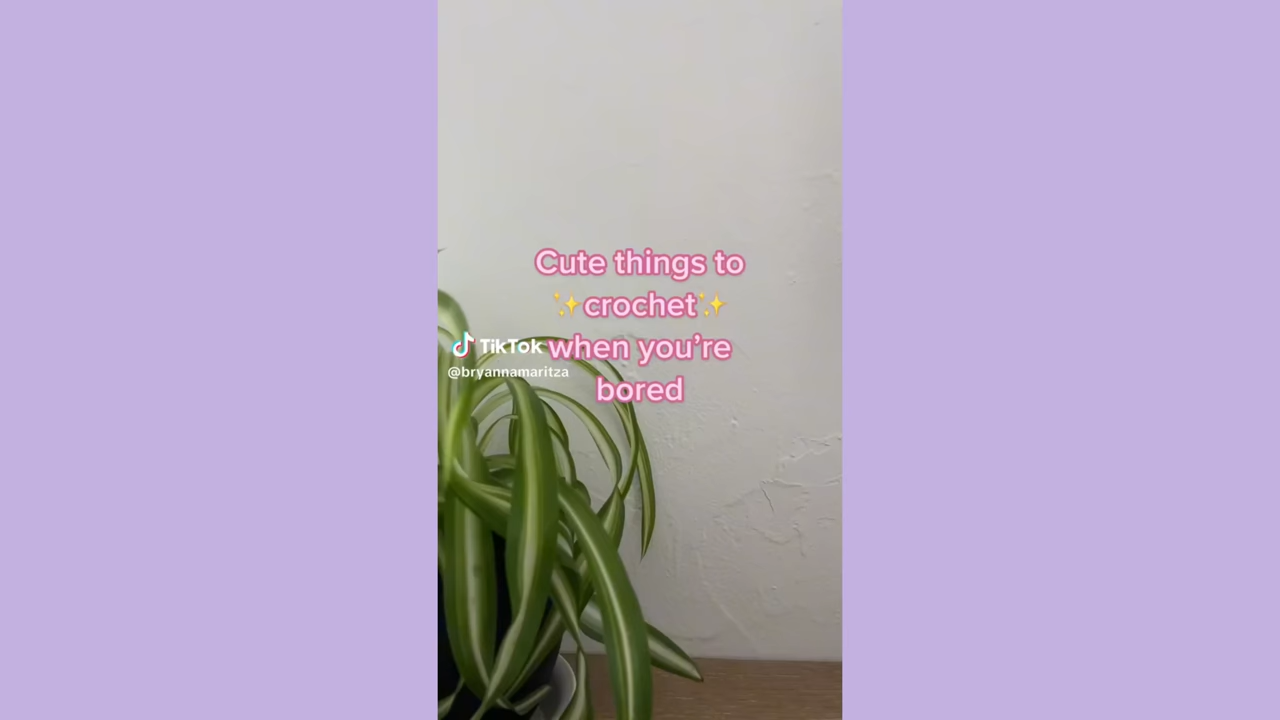 Cute things to
✨crochet✨
when you're
bored
TikTok
@bryannamaritza